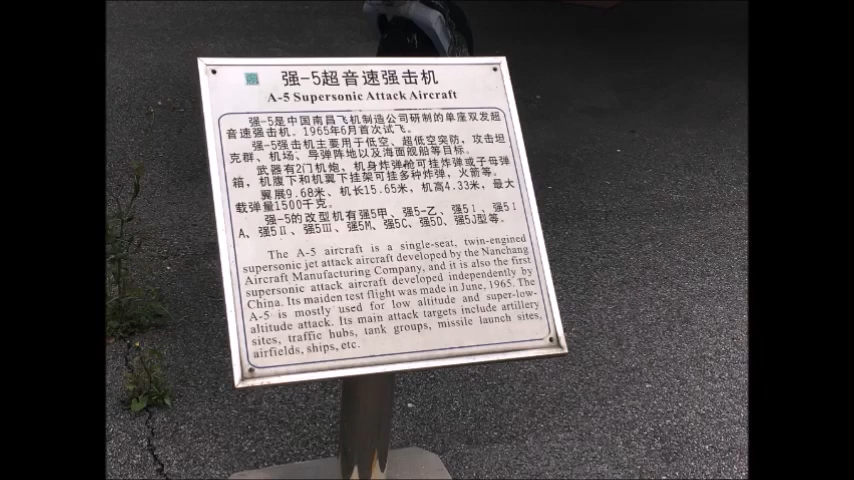 强-5超音速强击机
A-5 Supersonic Attack Aircraft
强-5是中国南昌飞机制造公司研制的单座双发超
音速强击机。1965年6月首次试飞。
强-5强击机主要用于低空、超低空突防，攻击坦
克群、机场、导弹阵地以及海面舰船等目标。
武器有2门机炮，机身炸弹舱可挂炸弹或子母弹
箱，机腹下和机翼下挂架可挂多种炸弹，火箭等。
翼展9.68米、机长15.65米，机高4.33米，最大
载弹量1500千克。
强-5的改型机有强5甲、强5-乙、强5Ⅰ、强5Ⅰ
A、强5Ⅱ、强5Ⅲ、强5M、强5C、强5D、强5J型等。
The A-5 aircraft is a single-seat, twin-engined
supersonic jet attack aircraft developed by the Nanchang
Aircraft Manufacturing Company, and it is also the first
supersonic attack aircraft developed independently by
China. Its maiden test flight was made in June, 1965. The
A-5 is mostly used for low altitude and super-low-
altitude attack. Its main attack targets include artillery
sites, traffic hubs, tank groups, missile launch sites,
airfields, ships, etc.